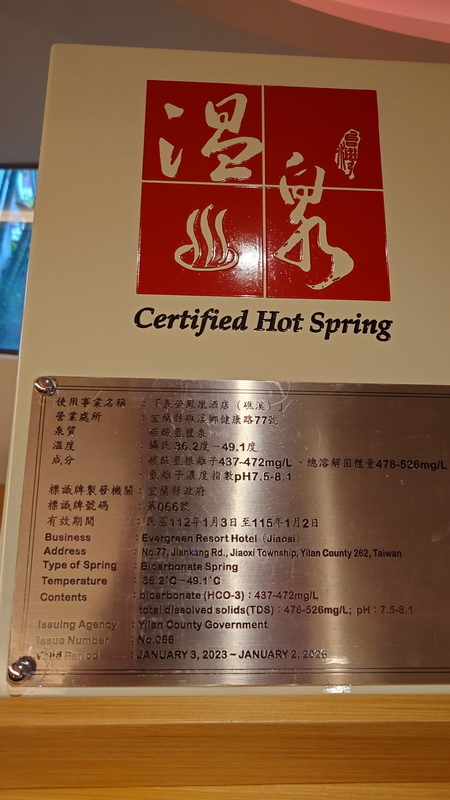 溫泉
Certified Hot Spring
使用事業名稱：「長榮鳳凰酒店（礁溪）」
營業處所：宜蘭縣礁溪鄉健康路77號
泉質：碳酸氫鹽泉
溫度：攝氏36.2度－49.1度
成分：碳酸氫根離子437-472mg/L、總溶解固體量478-526mg/L
氫離子濃度指數pH7.5-8.1
標識牌製發機關：宜蘭縣政府
標識牌號碼：第066號
有效期間：民國112年1月3日至115年1月2日
Business：Evergreen Resort Hotel（Jiaosi）
Address：No.77, Jiankang Rd., Jiaoxi Township, Yilan County 262, Taiwan
Type of Spring：Bicarbonate Spring
Temperature：36.2°C－49.1°C
Contents：bicarbonate (HCO-3)：437-472mg/L
total dissolved solids(TDS)：478-526mg/L; pH：7.5-8.1
Issuing Agency：Yilan County Government
Issue Number：No.066
Valid Period：JANUARY 3, 2023 ~ JANUARY 2, 2026